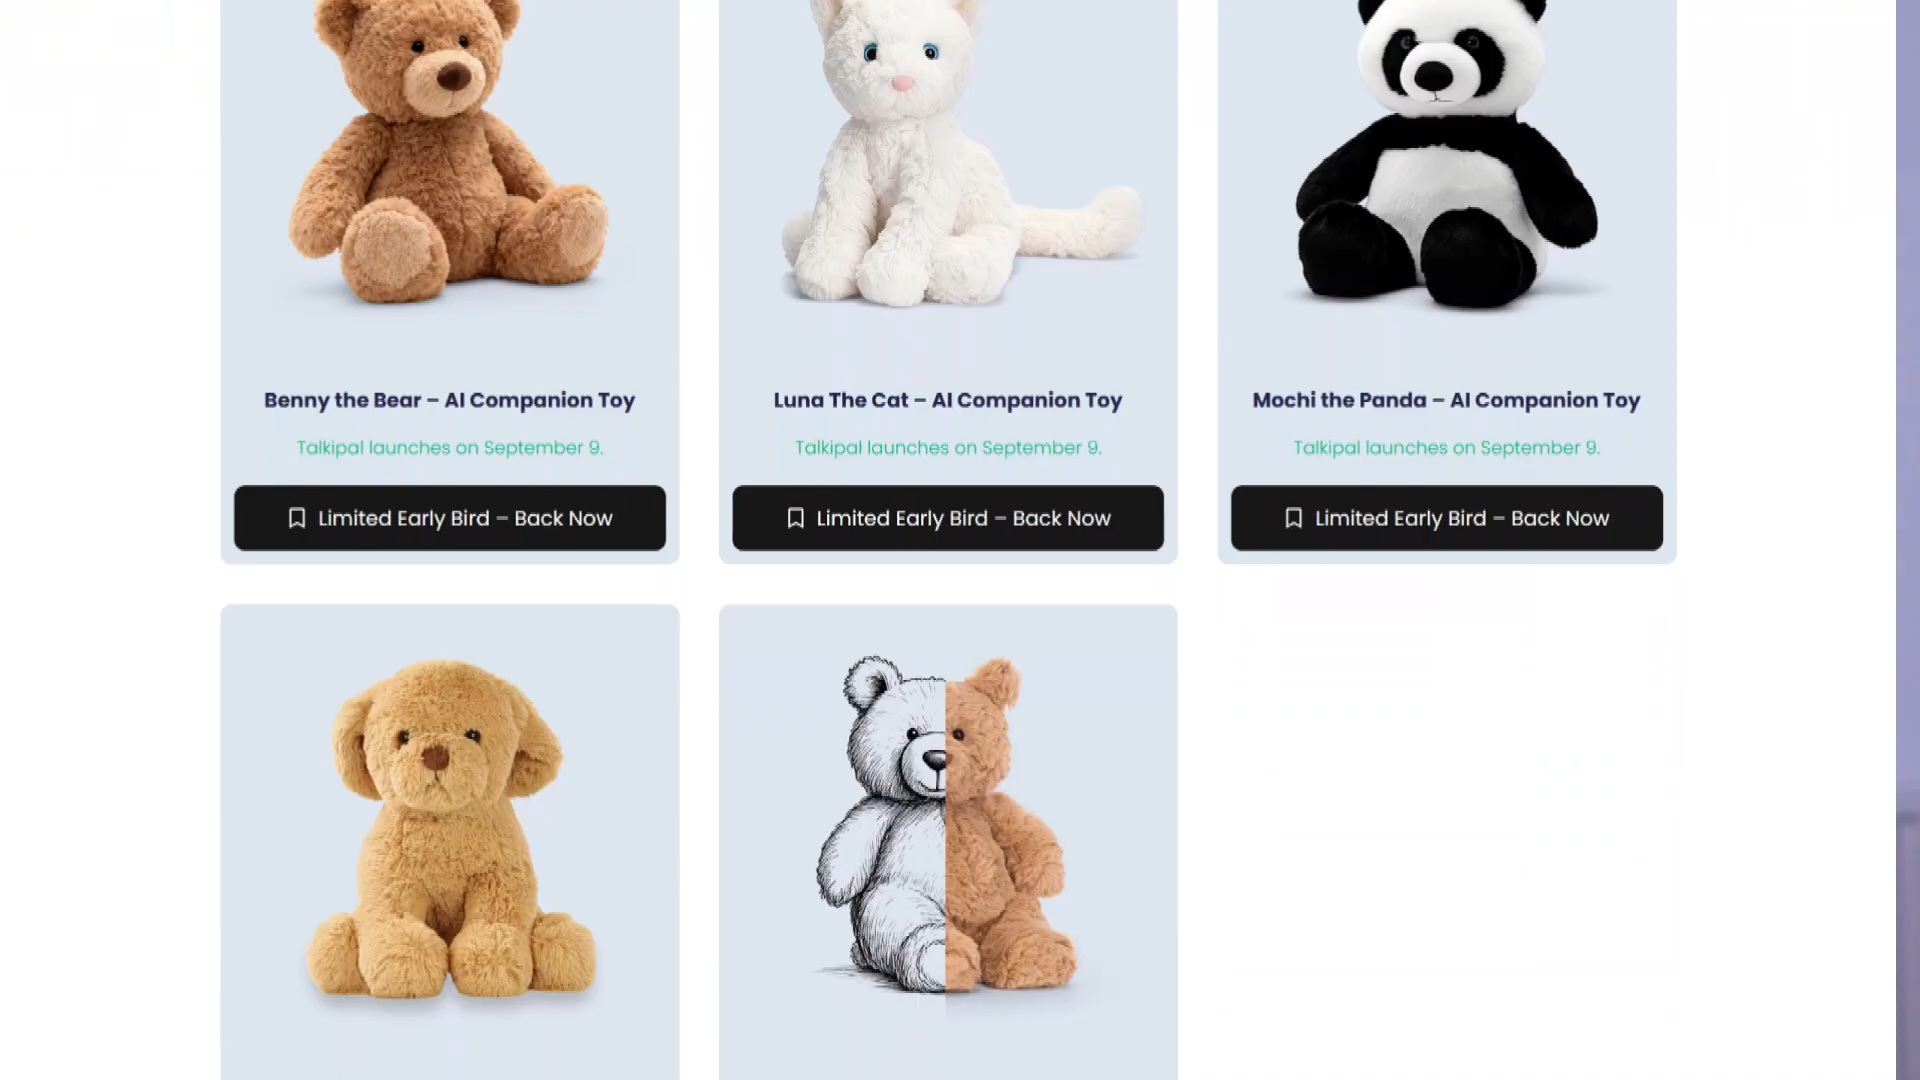 Benny the Bear – AI Companion Toy
Luna The Cat – AI Companion Toy
Mochi the Panda – AI Companion Toy
Talkipal launches on September 9.
Talkipal launches on September 9.
Talkipal launches on September 9.
Limited Early Bird – Back Now
Limited Early Bird – Back Now
Limited Early Bird – Back Now